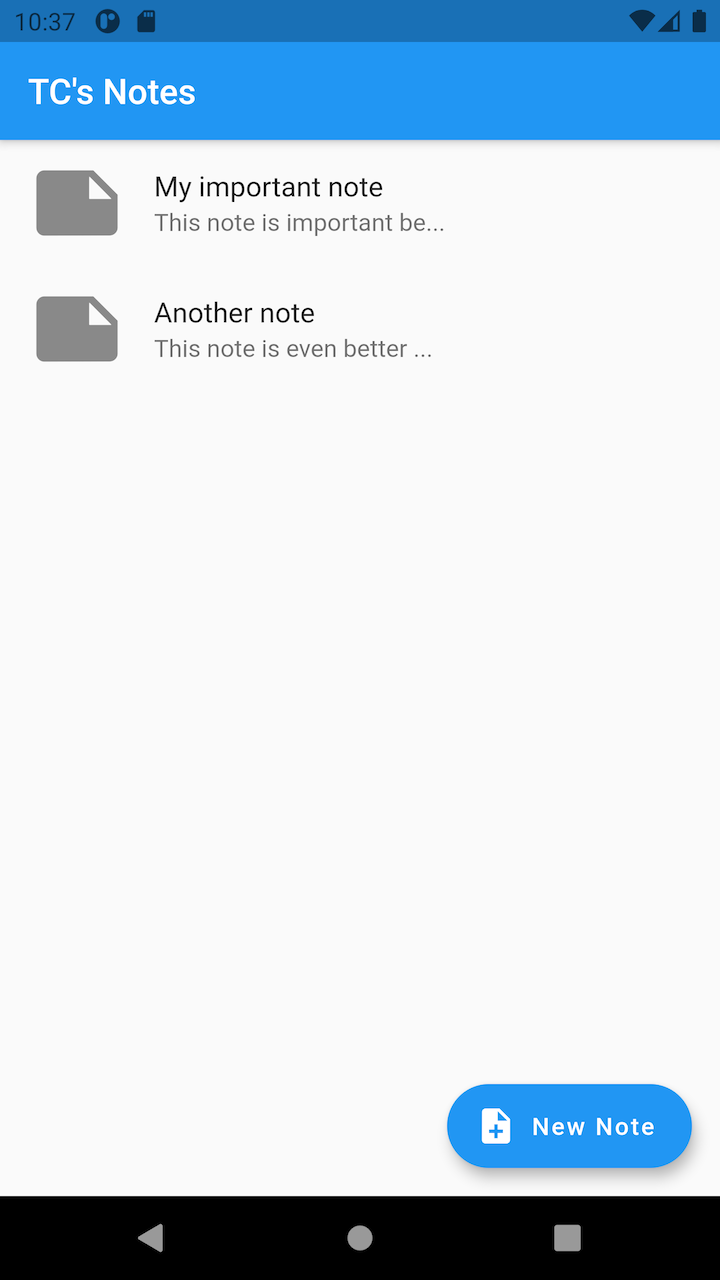 10:37
TC's Notes
My important note
This note is important be...
Another note
This note is even better ...
New Note